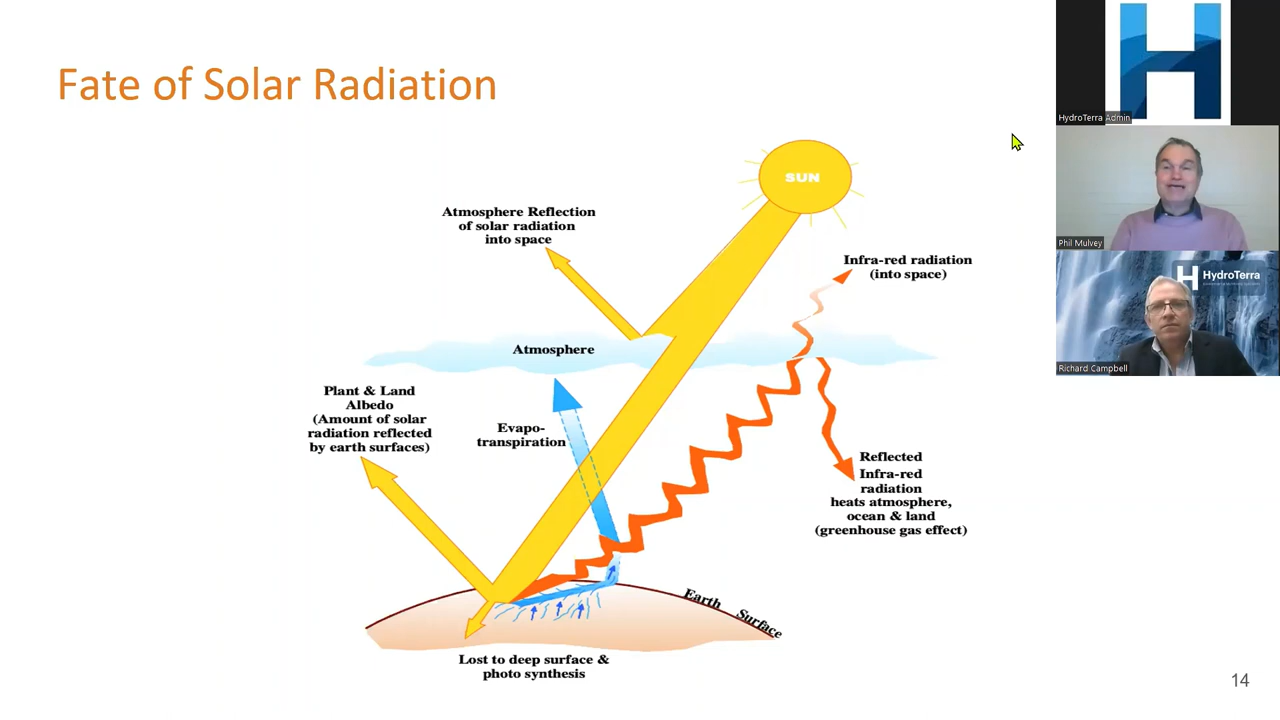 Fate of Solar Radiation
HydroTerra Admin
Phil Mulvey
HydroTerra
Richard Campbell
SUN
Atmosphere Reflection
of solar radiation
into space
Infra-red radiation
(into space)
Atmosphere
Plant & Land
Albedo
(Amount of solar
radiation reflected
by earth surfaces)
Evapo-
transpiration
Reflected
Infra-red
radiation
heats atmosphere,
ocean & land
(greenhouse gas effect)
Earth Surface
Lost to deep surface &
photo synthesis
14